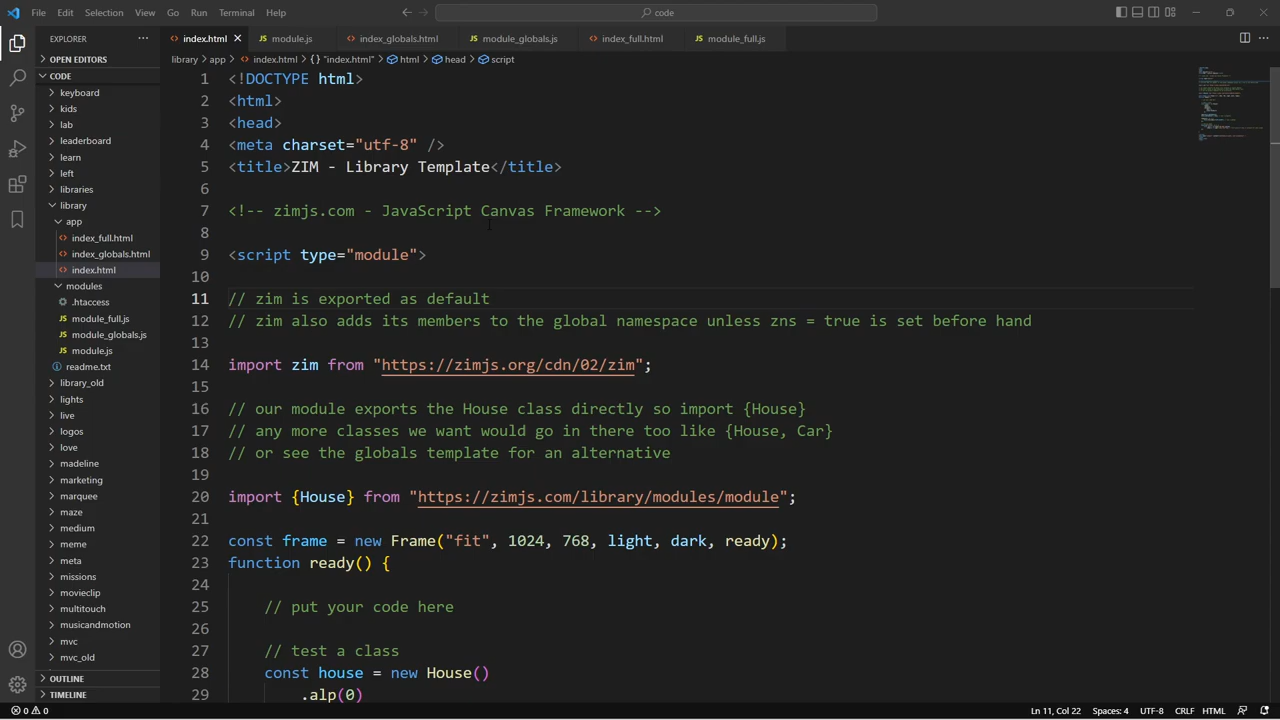 File Edit Selection View Go Run Terminal Help
code
EXPLORER
index.html
module.js
index_globals.html
module_globals.js
index_full.html
module_full.js
OPEN EDITORS
CODE
keyboard
kids
lab
leaderboard
learn
left
libraries
library
app
index_full.html
index_globals.html
index.html
modules
.htaccess
module_full.js
module_globals.js
module.js
readme.txt
library_old
lights
live
logos
love
madeline
marketing
marquee
maze
medium
meme
meta
missions
movieclip
multitouch
musicandmotion
mvc
mvc_old
OUTLINE
TIMELINE
library > app > index.html > {} "index.html" > html > head > script
1 <!DOCTYPE html>
2 <html>
3 <head>
4 <meta charset="utf-8" />
5 <title>ZIM - Library Template</title>
6
7 <!-- zimjs.com - JavaScript Canvas Framework -->
8
9 <script type="module">
10
11 // zim is exported as default
12 // zim also adds its members to the global namespace unless zns = true is set before hand
13
14 import zim from "https://zimjs.org/cdn/02/zim";
15
16 // our module exports the House class directly so import {House}
17 // any more classes we want would go in there too like {House, Car}
18 // or see the globals template for an alternative
19
20 import {House} from "https://zimjs.com/library/modules/module";
21
22 const frame = new Frame("fit", 1024, 768, light, dark, ready);
23 function ready() {
24
25 // put your code here
26
27 // test a class
28 const house = new House()
29 .alp(0)
0 0 Ln 11, Col 22 Spaces: 4 UTF-8 CRLF HTML